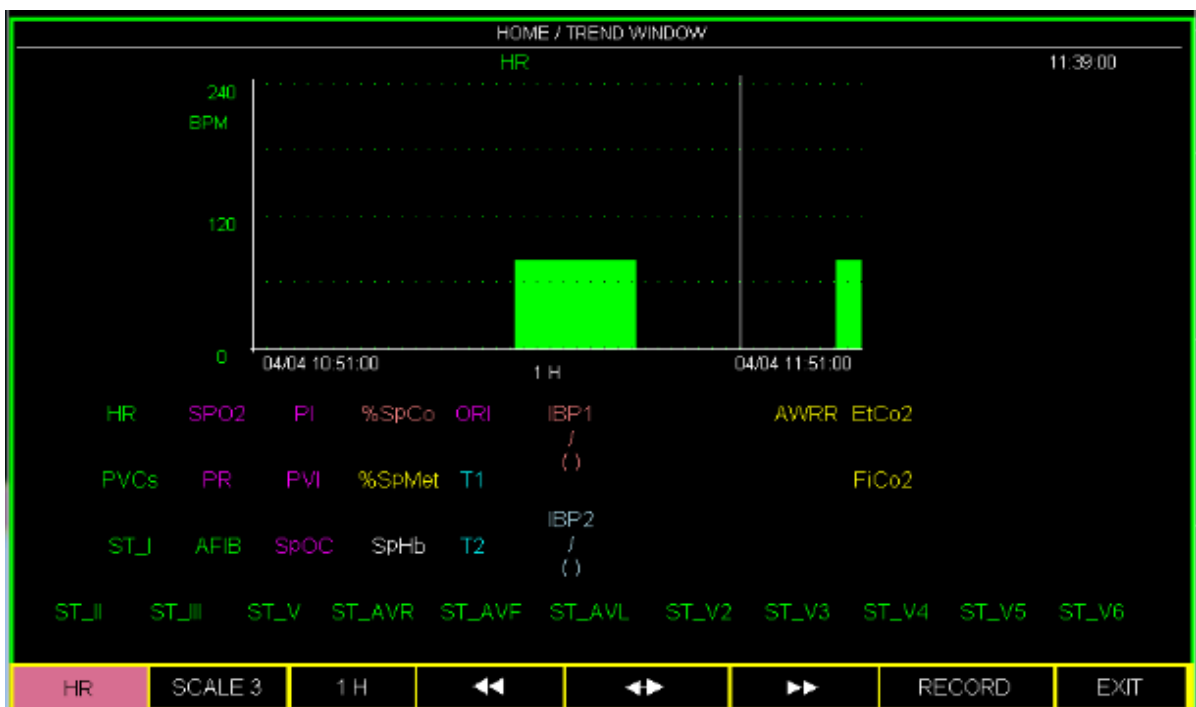 HOME / TREND WINDOW
HR 11:39:00
240
BPM
120
0
04/04 10:51:00 1 H 04/04 11:51:00
HR SPO2 PI %SpCo ORI IBP1 AWRR EtCo2
/
( )
PVCs PR PVI %SpMet T1 FiCo2
IBP2
ST_I AFIB SpOC SpHb T2 /
( )
ST_II ST_III ST_V ST_AVR ST_AVF ST_AVL ST_V2 ST_V3 ST_V4 ST_V5 ST_V6
HR SCALE 3 1 H RECORD EXIT